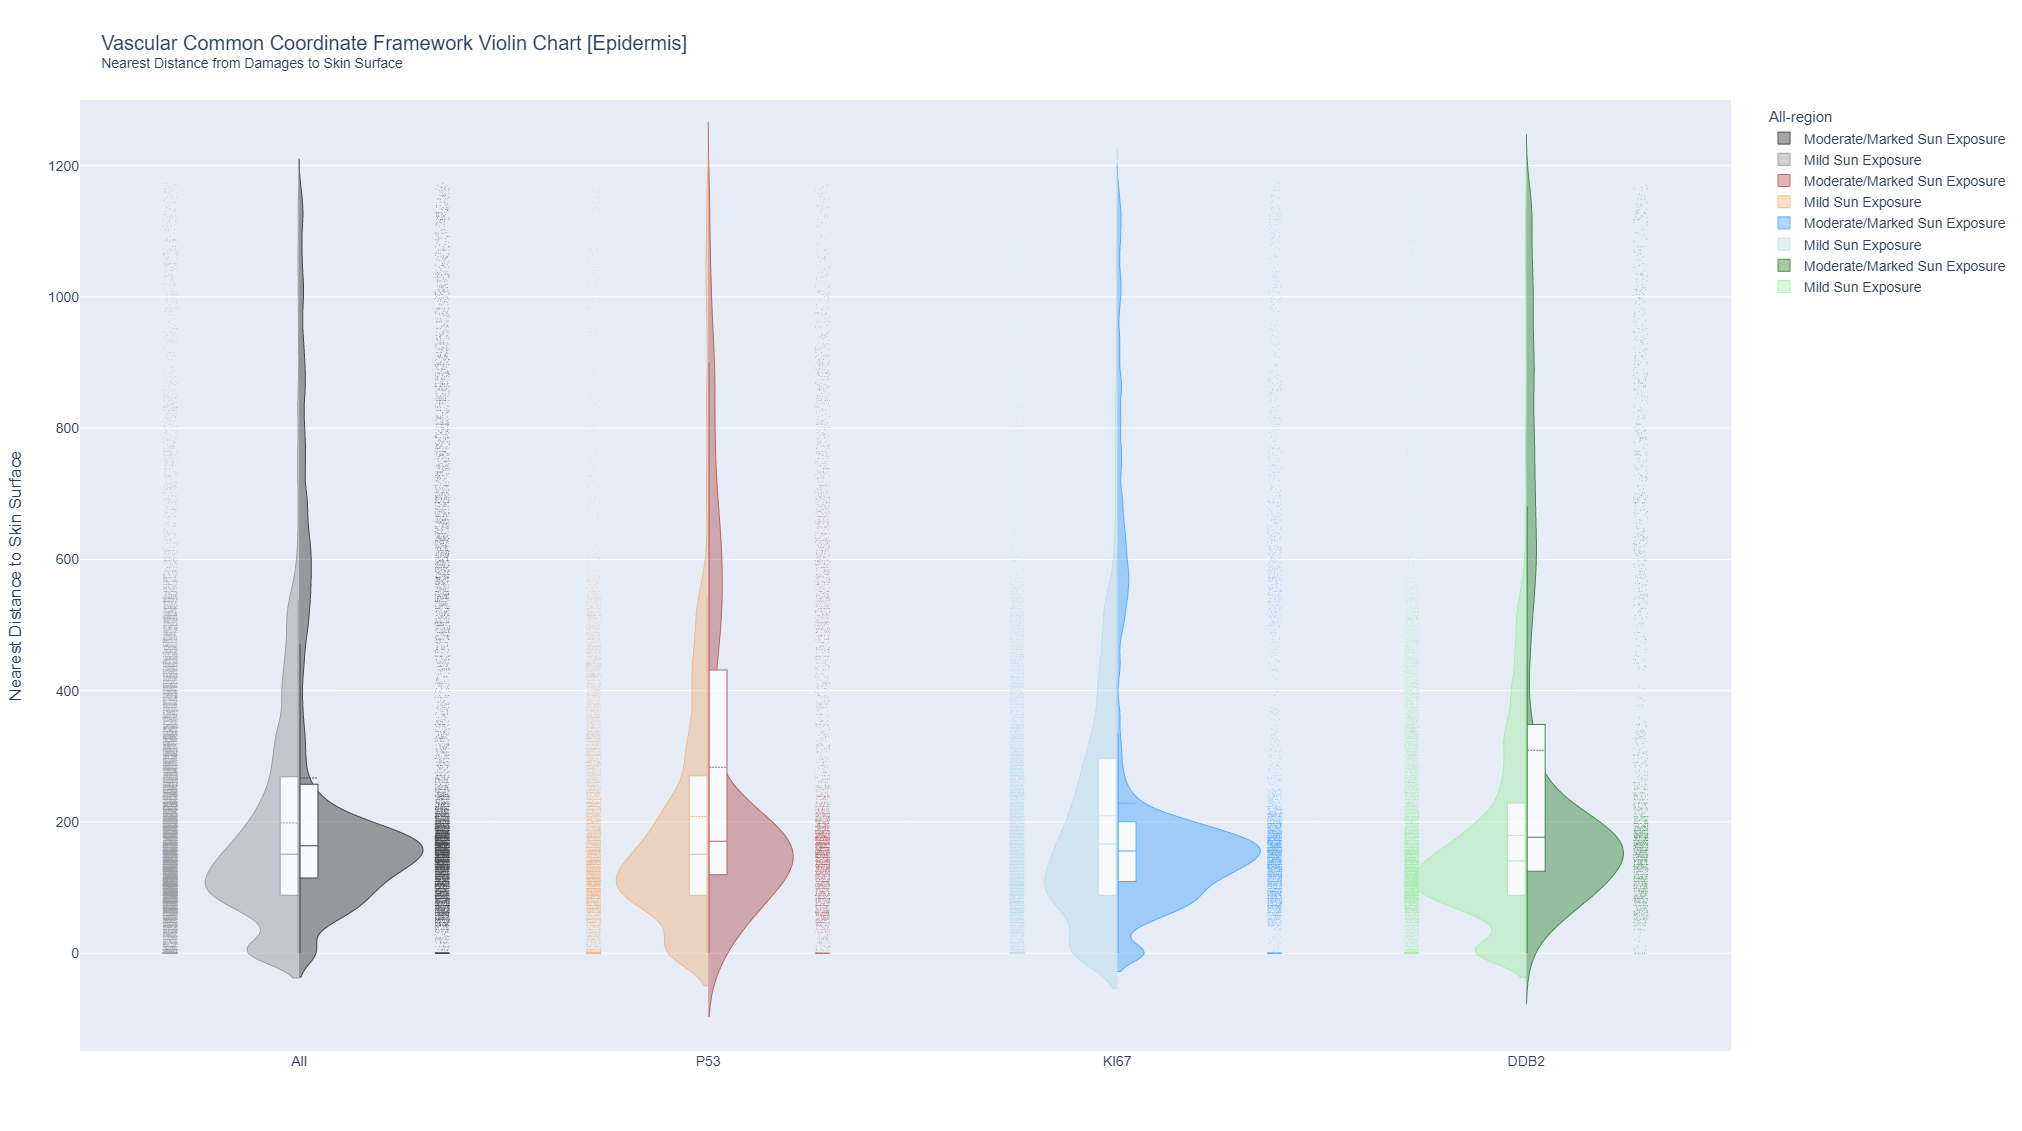 Vascular Common Coordinate Framework Violin Chart [Epidermis]
Nearest Distance from Damages to Skin Surface
All-region
Moderate/Marked Sun Exposure
Mild Sun Exposure
Moderate/Marked Sun Exposure
Mild Sun Exposure
Moderate/Marked Sun Exposure
Mild Sun Exposure
Moderate/Marked Sun Exposure
Mild Sun Exposure
Nearest Distance to Skin Surface
1200
1000
800
600
400
200
0
All
P53
KI67
DDB2